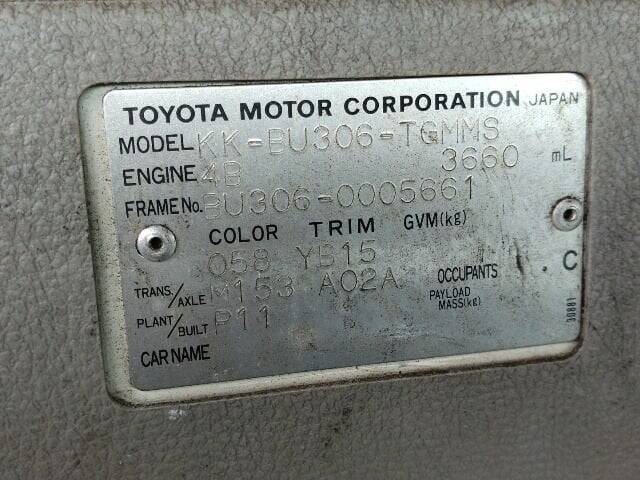 TOYOTA MOTOR CORPORATION JAPAN
MODEL KK-BU306-TGMMS
ENGINE 4B 3660 mL
FRAME No. BU306-0005661
COLOR TRIM GVM(kg)
058 YB15
TRANS./AXLE M153 A02A OCCUPANTS . C
PLANT/BUILT P11 PAYLOAD MASS(kg)
CAR NAME
30881